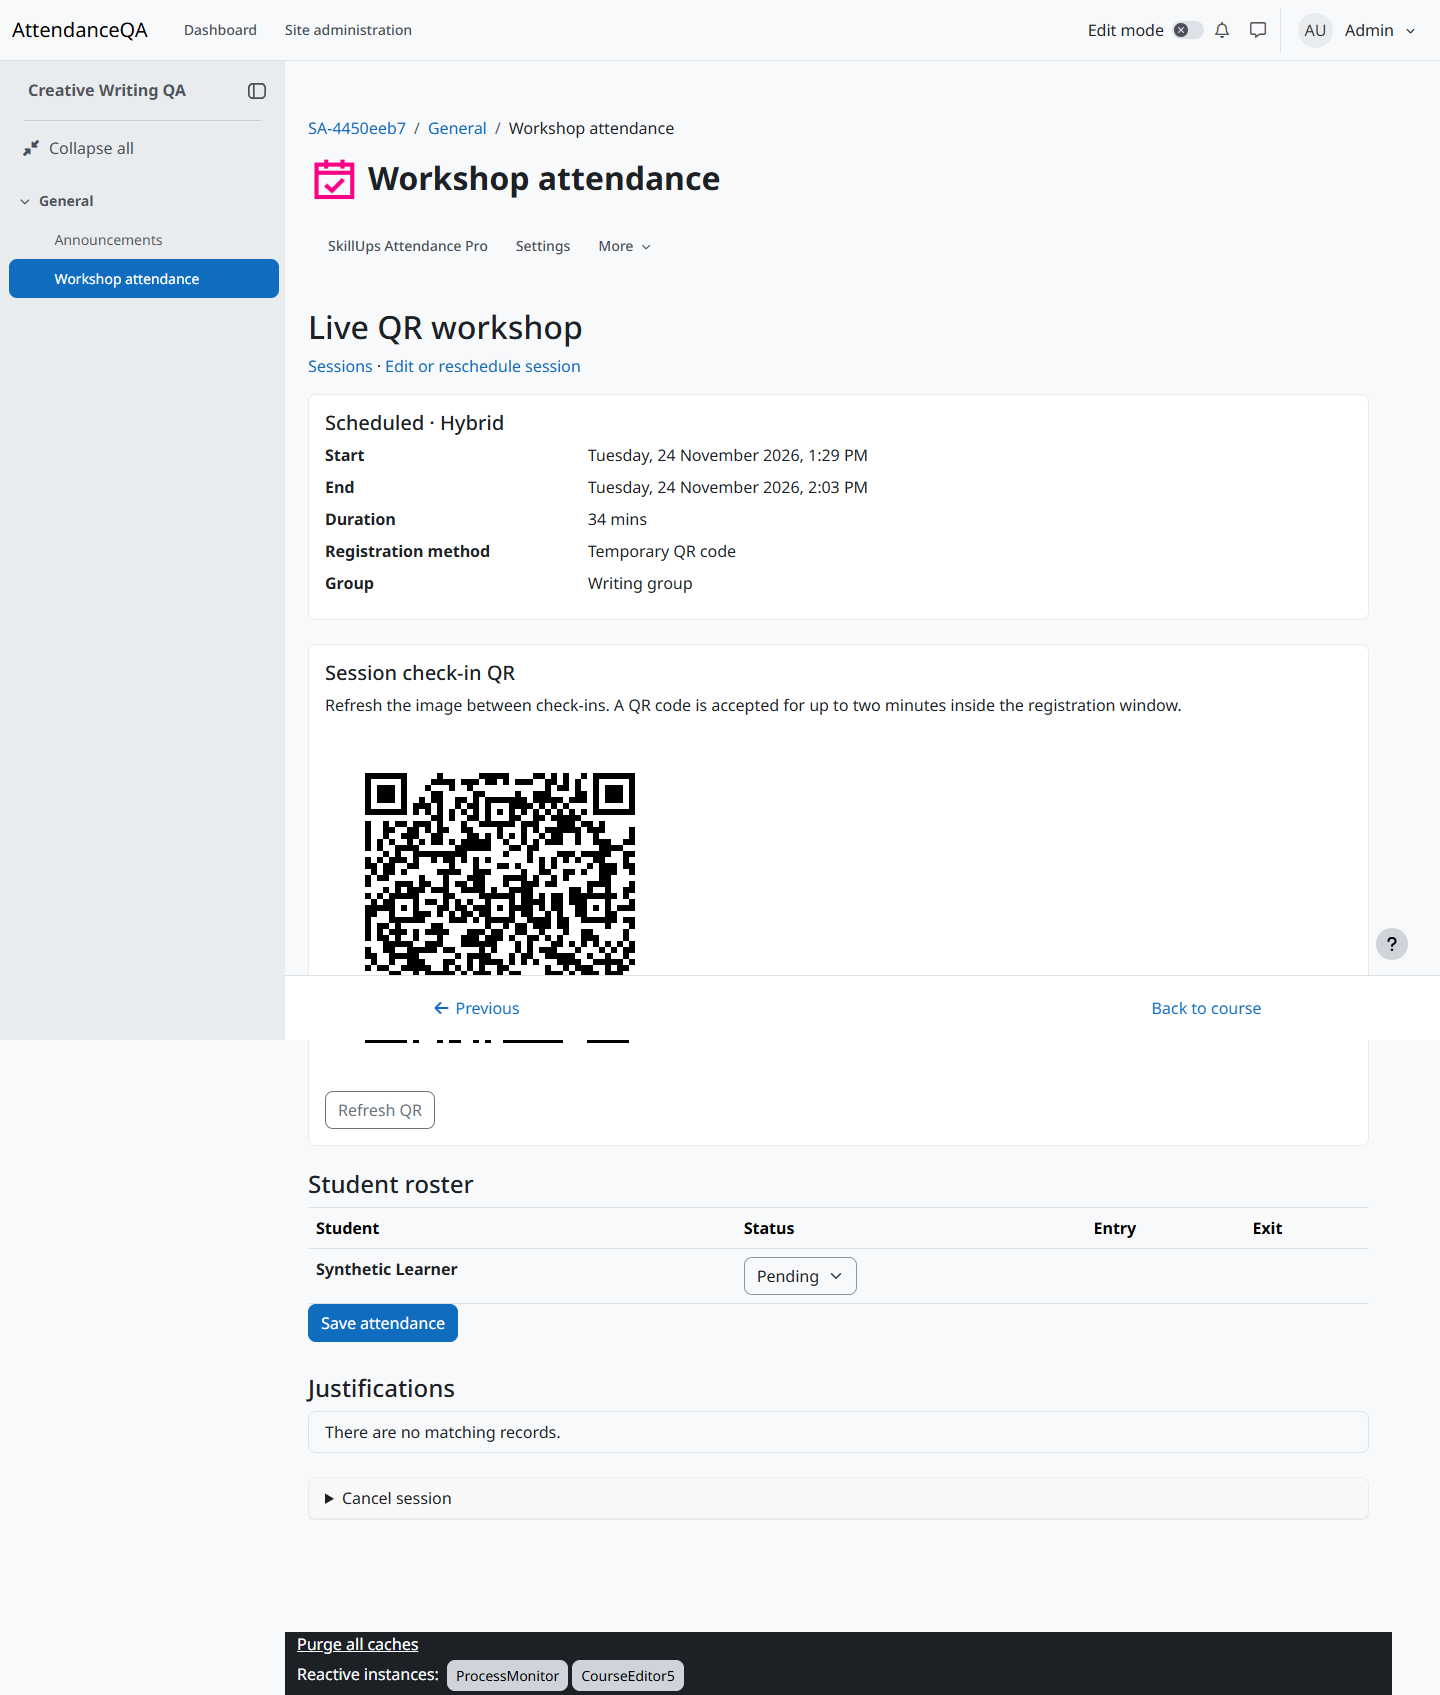 AttendanceQA Dashboard Site administration Edit mode AU Admin
Creative Writing QA
Collapse all
General
Announcements
Workshop attendance
SA-4450eeb7 / General / Workshop attendance
Workshop attendance
SkillUps Attendance Pro Settings More
Live QR workshop
Sessions · Edit or reschedule session
Scheduled · Hybrid
Start Tuesday, 24 November 2026, 1:29 PM
End Tuesday, 24 November 2026, 2:03 PM
Duration 34 mins
Registration method Temporary QR code
Group Writing group
Session check-in QR
Refresh the image between check-ins. A QR code is accepted for up to two minutes inside the registration window.
?
← Previous Back to course
Refresh QR
Student roster
Student Status Entry Exit
Synthetic Learner Pending
Save attendance
Justifications
There are no matching records.
Cancel session
Purge all caches
Reactive instances: ProcessMonitor CourseEditor5